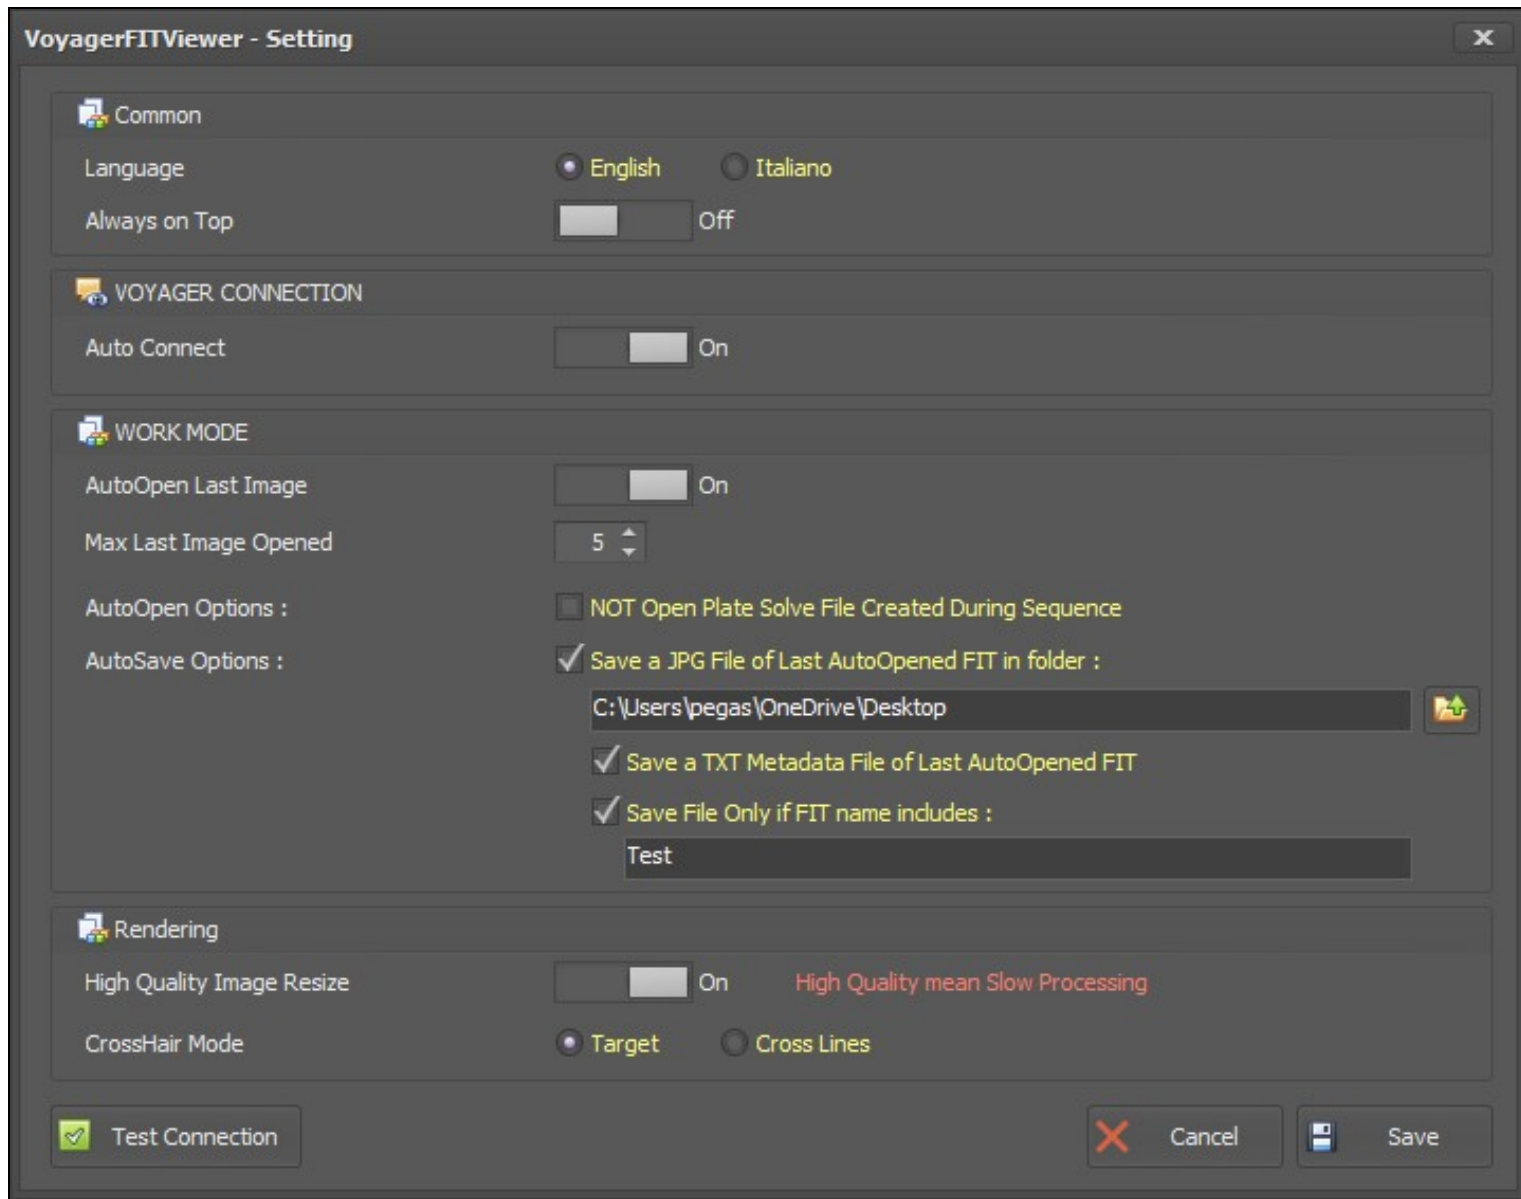 VoyagerFITViewer - Setting
Common
Language English Italiano
Always on Top Off
VOYAGER CONNECTION
Auto Connect On
WORK MODE
AutoOpen Last Image On
Max Last Image Opened 5
AutoOpen Options : NOT Open Plate Solve File Created During Sequence
AutoSave Options : Save a JPG File of Last AutoOpened FIT in folder :
C:\Users\pegas\OneDrive\Desktop
Save a TXT Metadata File of Last AutoOpened FIT
Save File Only if FIT name includes :
Test
Rendering
High Quality Image Resize On High Quality mean Slow Processing
CrossHair Mode Target Cross Lines
Test Connection Cancel Save